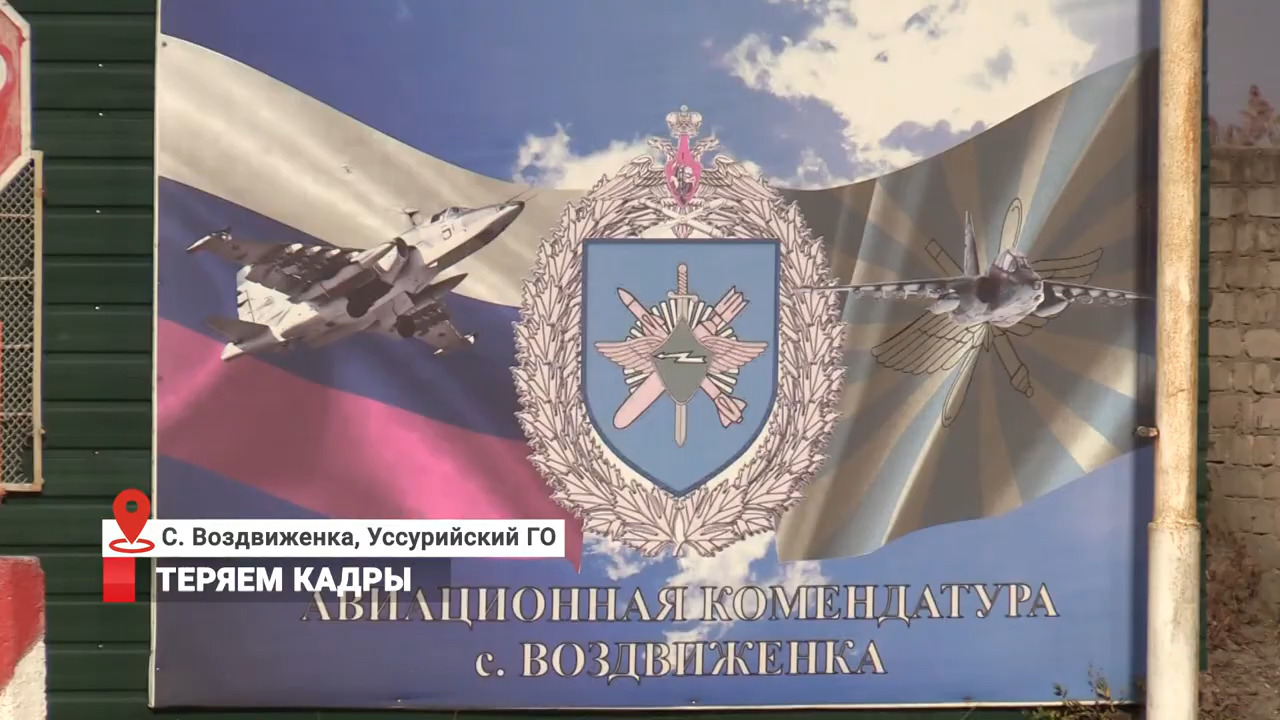 С. Воздвиженка, Уссурийский ГО
ТЕРЯЕМ КАДРЫ
АВИАЦИОННАЯ КОМЕНДАТУРА
с. ВОЗДВИЖЕНКА